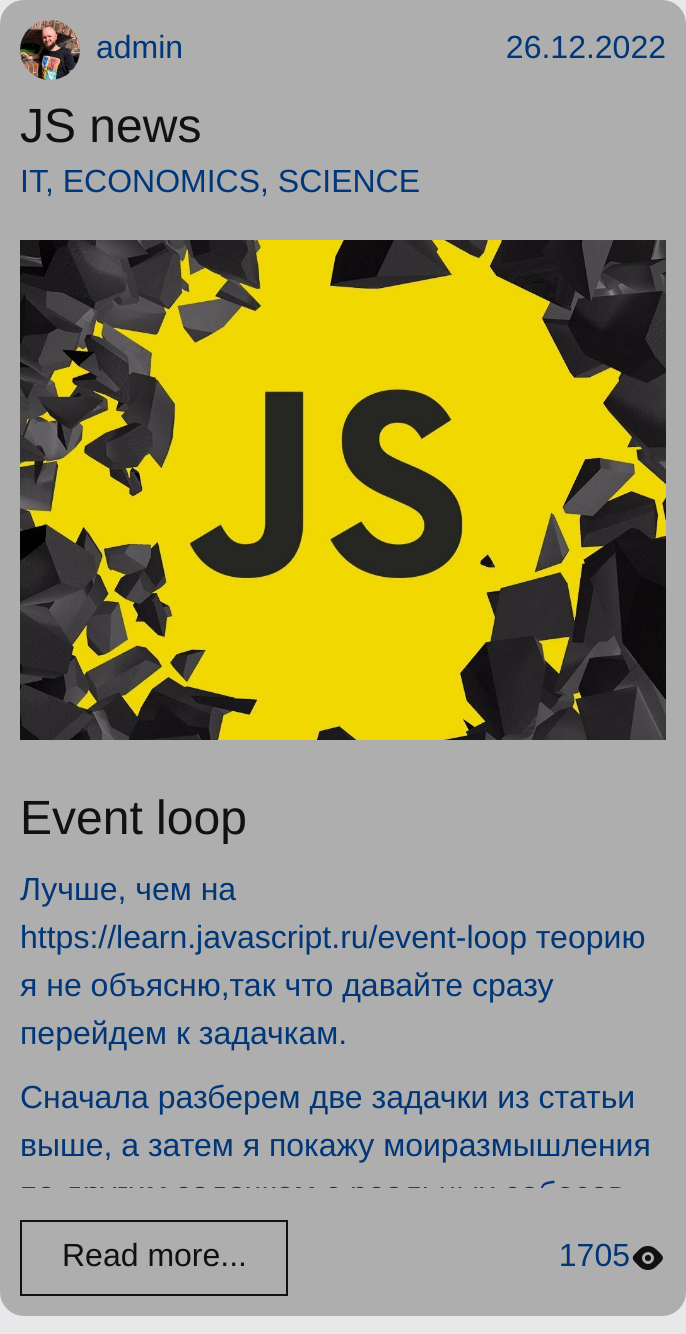 admin
26.12.2022
JS news
IT, ECONOMICS, SCIENCE
JS
Event loop
Лучше, чем на
https://learn.javascript.ru/event-loop теорию
я не объясню,так что давайте сразу
перейдем к задачкам.
Сначала разберем две задачки из статьи
выше, а затем я покажу моиразмышления
Read more...
1705